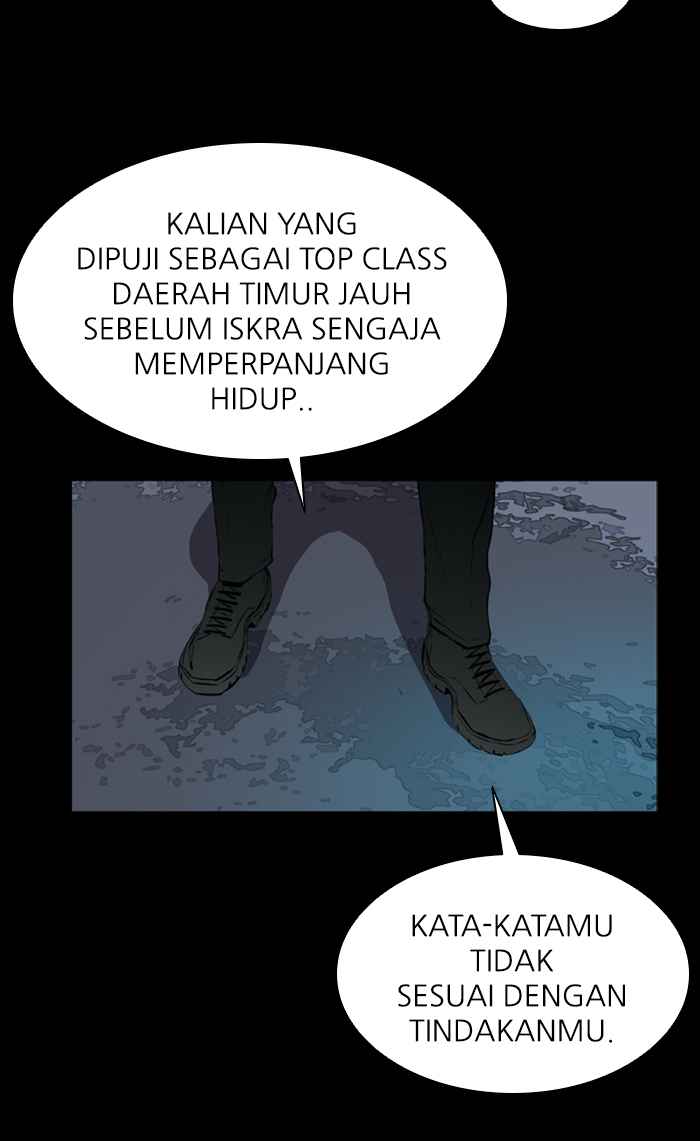 KALIAN YANG
DIPUJI SEBAGAI TOP CLASS
DAERAH TIMUR JAUH
SEBELUM ISKRA SENGAJA
MEMPERPANJANG
HIDUP..
KATA-KATAMU
TIDAK
SESUAI DENGAN
TINDAKANMU.